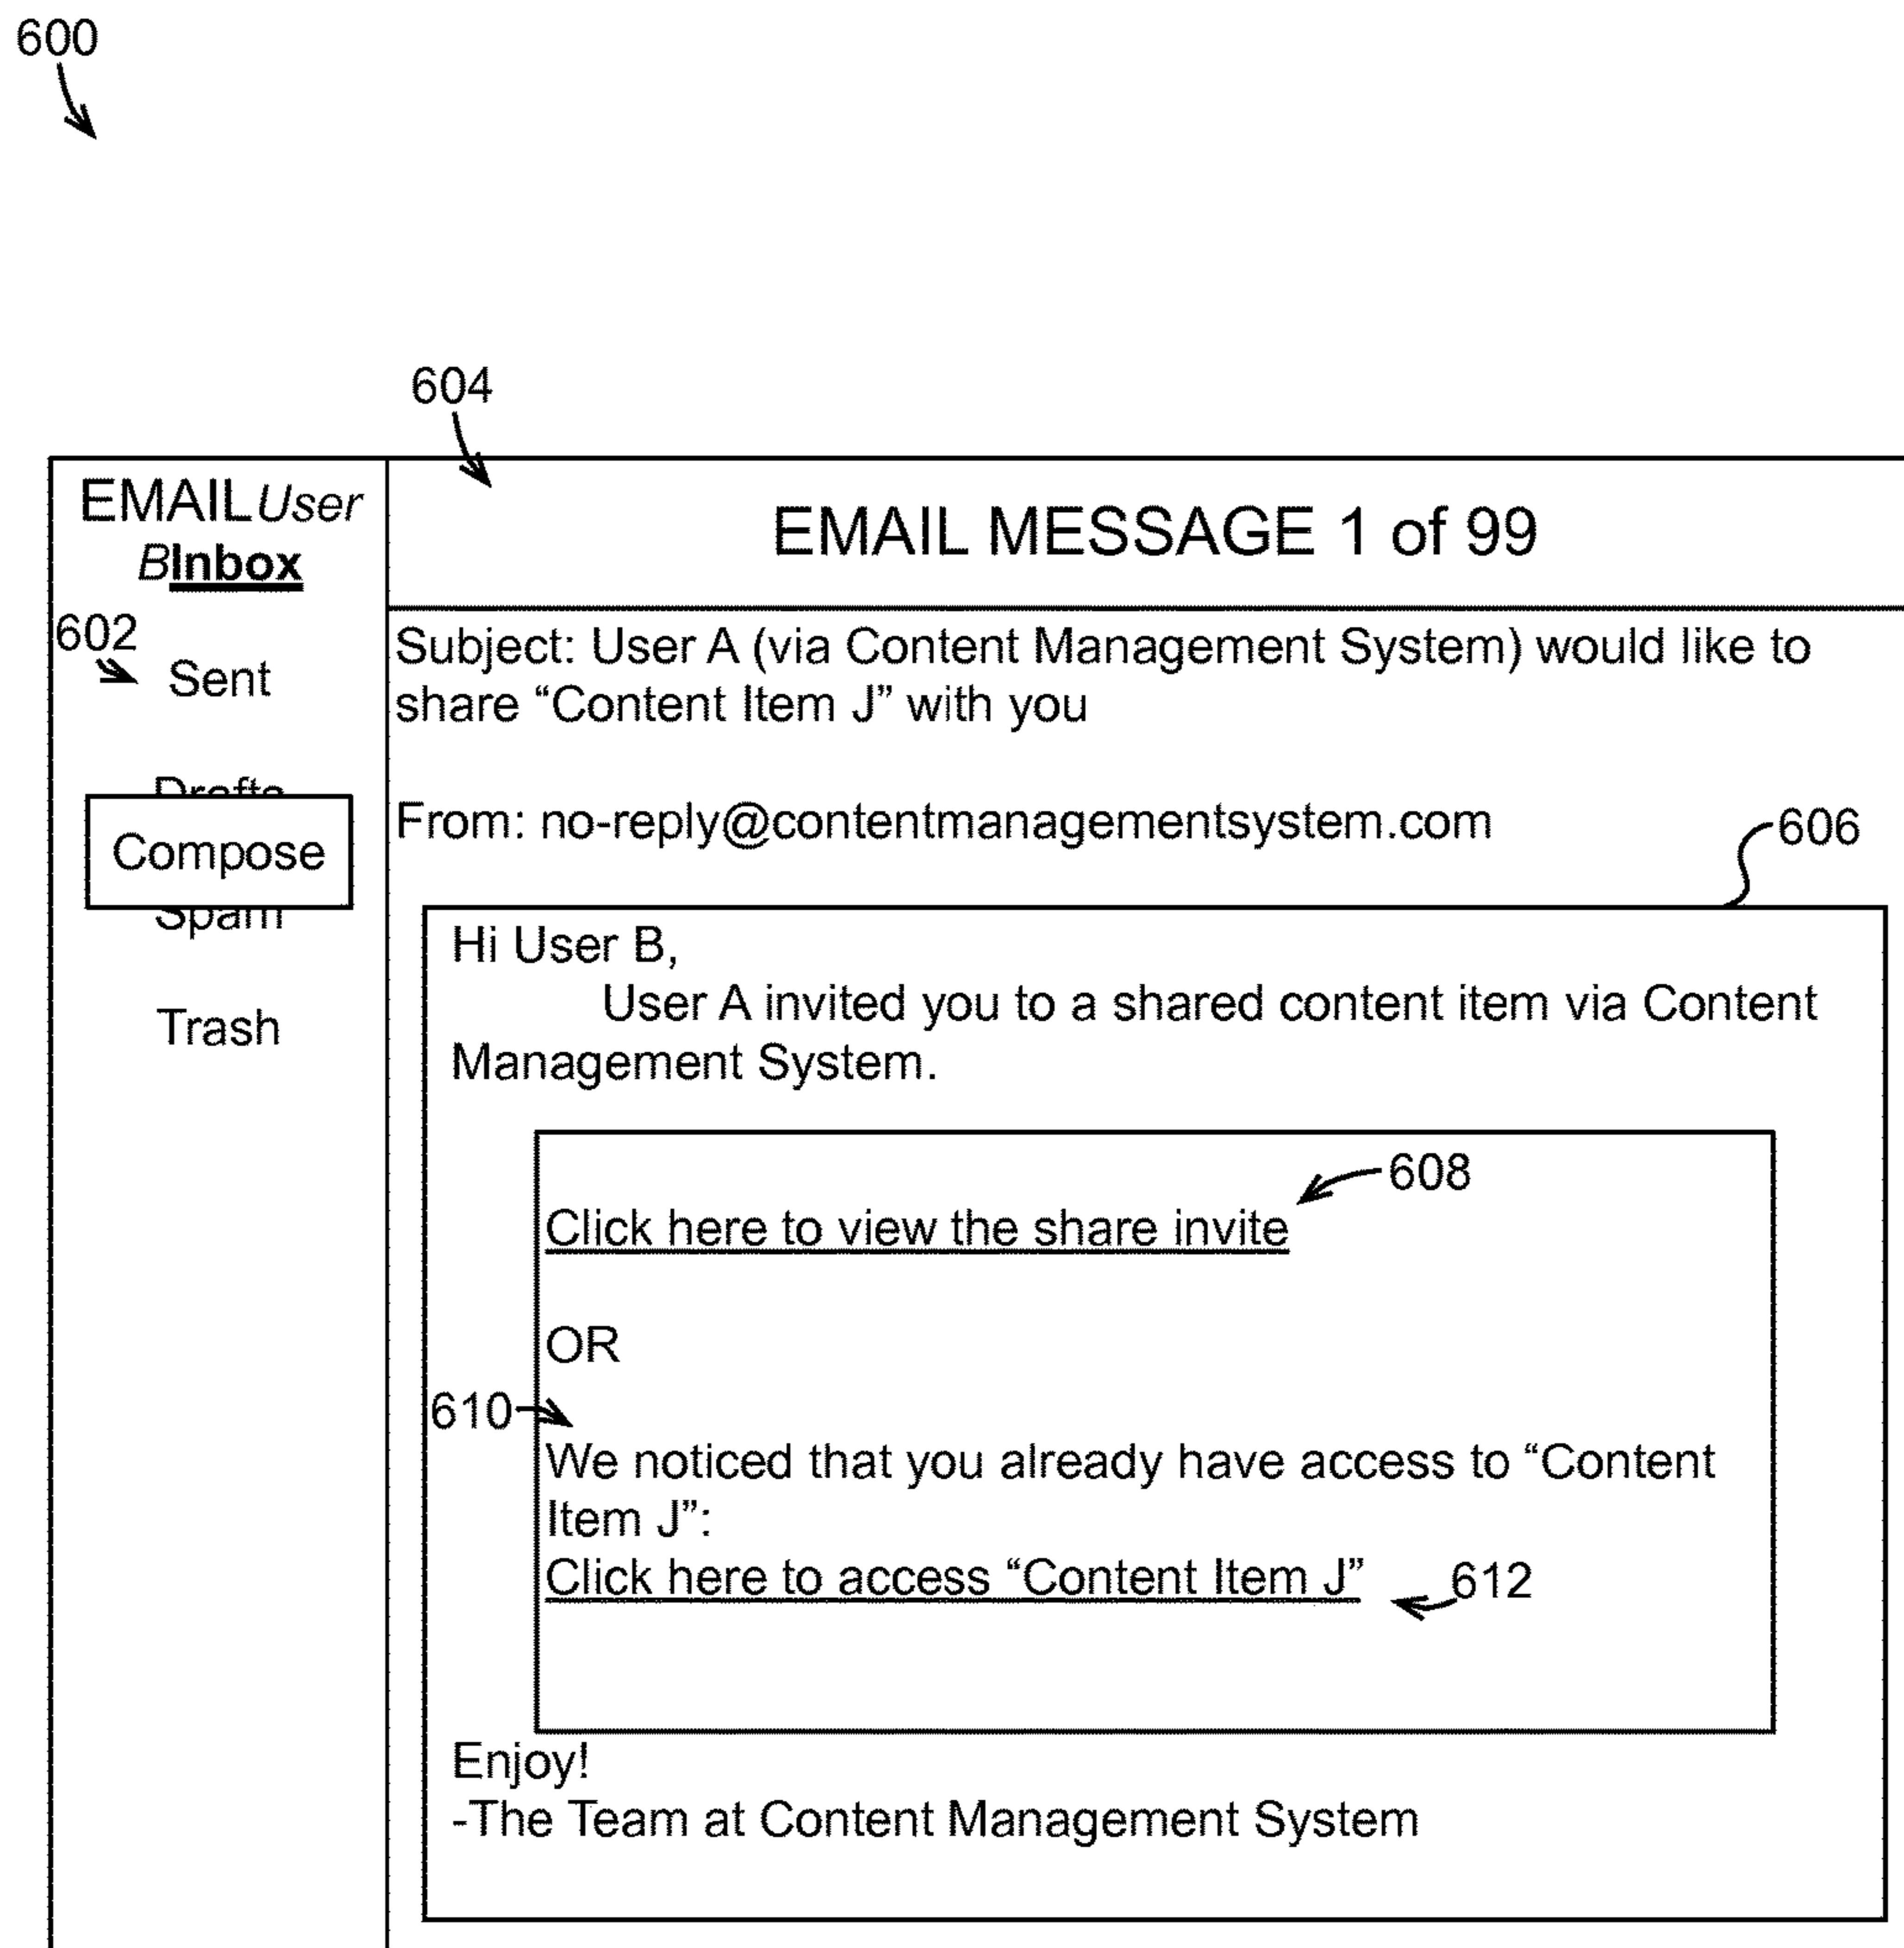 600
604
EMAIL User
B Inbox
602
Sent
Drafts
Compose
Spam
Trash
EMAIL MESSAGE 1 of 99
Subject: User A (via Content Management System) would like to
share “Content Item J” with you
From: no-reply@contentmanagementsystem.com
606
Hi User B,
User A invited you to a shared content item via Content
Management System.
608
Click here to view the share invite
OR
610
We noticed that you already have access to “Content
Item J”:
Click here to access “Content Item J”
612
Enjoy!
-The Team at Content Management System